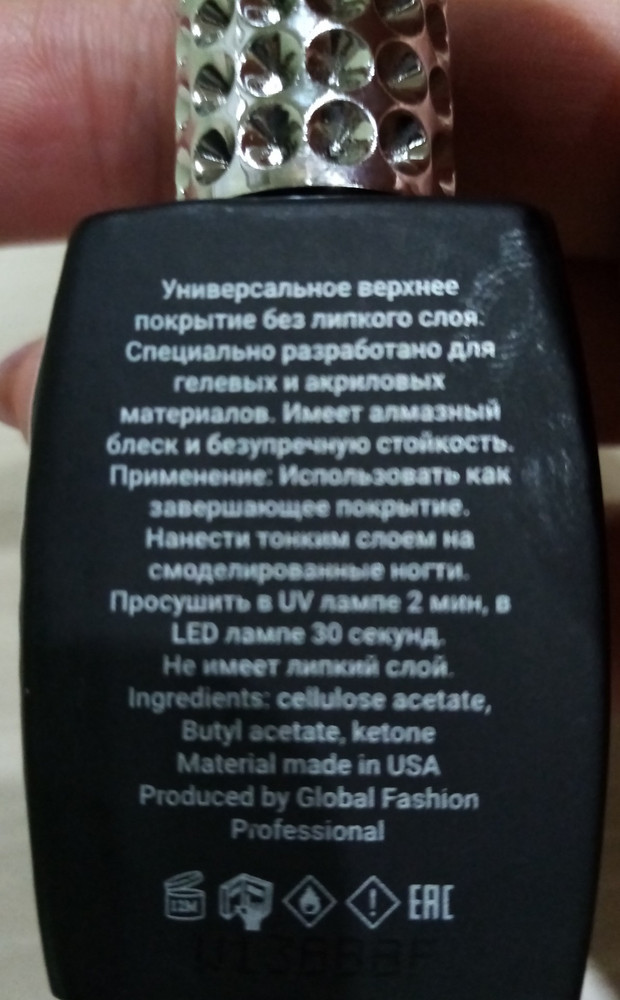 Универсальное верхнее
покрытие без липкого слоя.
Специально разработано для
гелевых и акриловых
материалов. Имеет алмазный
блеск и безупречную стойкость.
Применение: Использовать как
завершающее покрытие.
Нанести тонким слоем на
смоделированные ногти.
Просушить в UV лампе 2 мин, в
LED лампе 30 секунд.
Не имеет липкий слой.
Ingredients: cellulose acetate,
Butyl acetate, ketone
Material made in USA
Produced by Global Fashion
Professional
12M EAC